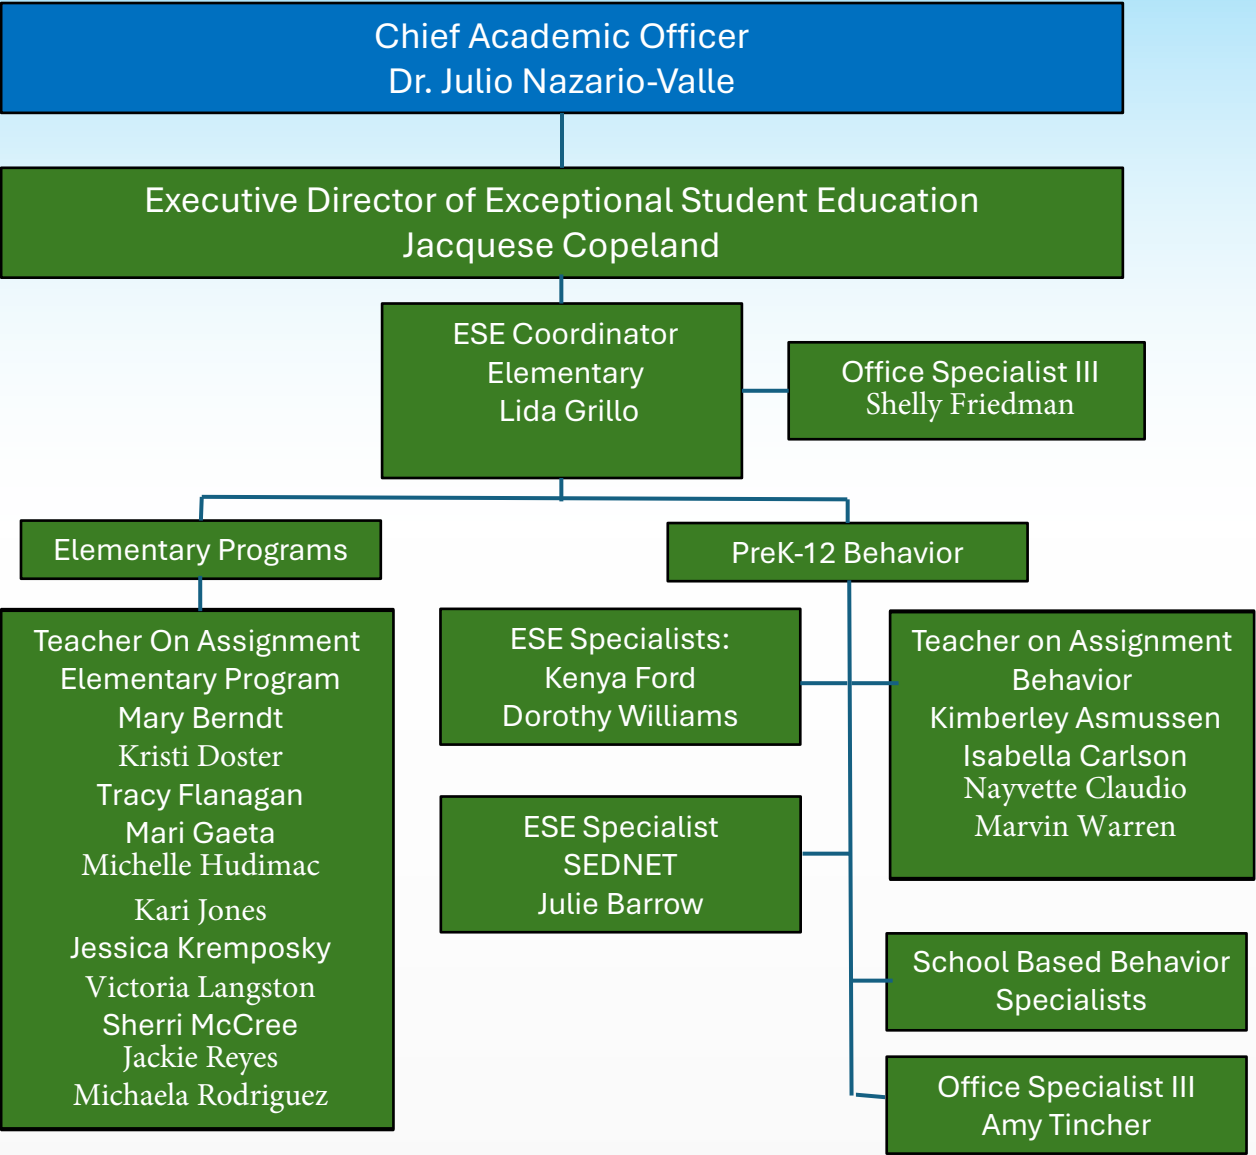 Chief Academic Officer
Dr. Julio Nazario-Valle
Executive Director of Exceptional Student Education
Jacquese Copeland
ESE Coordinator
Elementary
Lida Grillo
Office Specialist III
Shelly Friedman
Elementary Programs
PreK-12 Behavior
Teacher On Assignment
Elementary Program
Mary Berndt
Kristi Doster
Tracy Flanagan
Mari Gaeta
Michelle Hudimac
Kari Jones
Jessica Kremposky
Victoria Langston
Sherri McCree
Jackie Reyes
Michaela Rodriguez
ESE Specialists:
Kenya Ford
Dorothy Williams
ESE Specialist
SEDNET
Julie Barrow
Teacher on Assignment
Behavior
Kimberley Asmussen
Isabella Carlson
Nayvette Claudio
Marvin Warren
School Based Behavior
Specialists
Office Specialist III
Amy Tincher